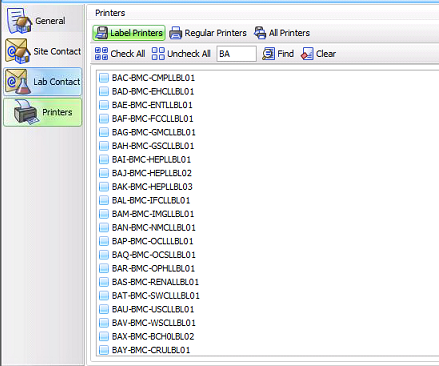 General
Site Contact
Lab Contact
Printers
Printers
Label Printers Regular Printers All Printers
Check All Uncheck All BA Find Clear
BAC-BMC-CMPLLBL01
BAD-BMC-EHCLLBL01
BAE-BMC-ENTLLBL01
BAF-BMC-FCCLLBL01
BAG-BMC-GMCLLBL01
BAH-BMC-GSCLLBL01
BAI-BMC-HEPLLBL01
BAJ-BMC-HEPLLBL02
BAK-BMC-HEPLLBL03
BAL-BMC-IFCLLBL01
BAM-BMC-IMGLLBL01
BAN-BMC-NMCLLBL01
BAP-BMC-OCLLLBL01
BAQ-BMC-OCSLLBL01
BAR-BMC-OPHLLBL01
BAS-BMC-RENALLBL01
BAT-BMC-SWCLLLBL01
BAU-BMC-USCLLBL01
BAV-BMC-WSCLLBL01
BAX-BMC-BCH0LBL02
BAY-BMC-CRULBL01